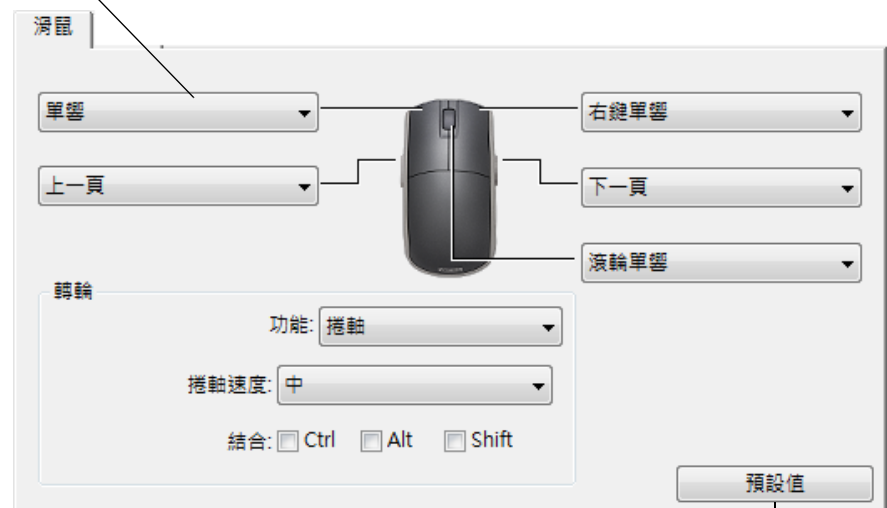 滑鼠
單響
右鍵單響
上一頁
下一頁
滾輪單響
轉輪
功能: 捲軸
捲軸速度: 中
結合: Ctrl Alt Shift
預設值